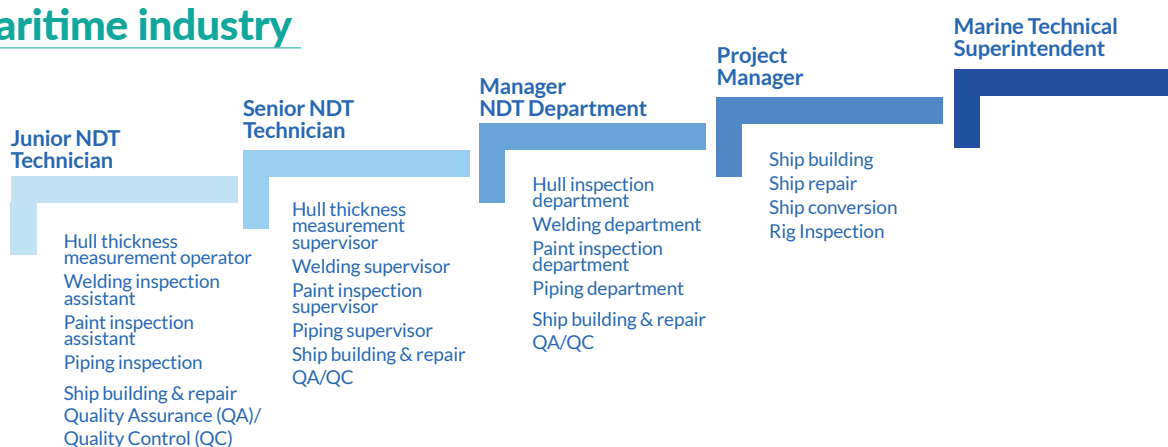 aritime industry
Junior NDT
Technician
Hull thickness
measurement operator
Welding inspection
assistant
Paint inspection
assistant
Piping inspection
Ship building & repair
Quality Assurance (QA)/
Quality Control (QC)
Senior NDT
Technician
Hull thickness
measurement
supervisor
Welding supervisor
Paint inspection
supervisor
Piping supervisor
Ship building & repair
QA/QC
Manager
NDT Department
Hull inspection
department
Welding department
Paint inspection
department
Piping department
Ship building & repair
QA/QC
Project
Manager
Ship building
Ship repair
Ship conversion
Rig Inspection
Marine Technical
Superintendent